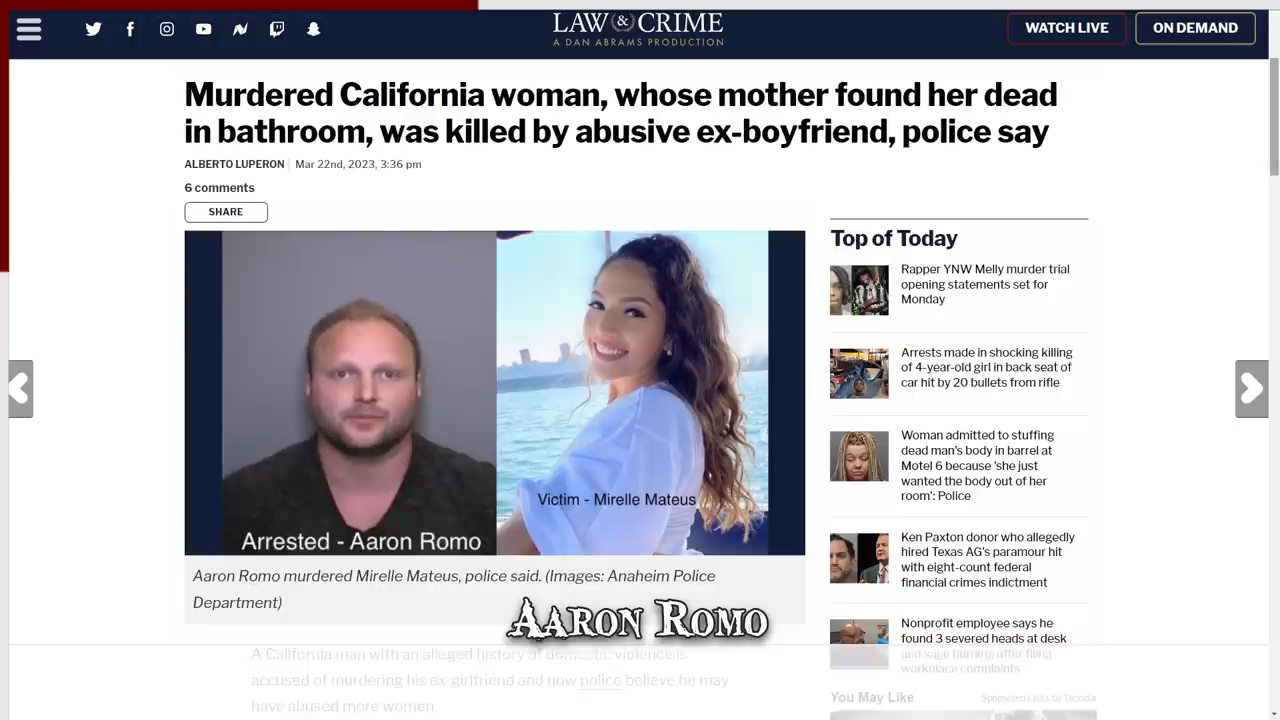 LAW & CRIME
A DAN ABRAMS PRODUCTION
WATCH LIVE
ON DEMAND
Murdered California woman, whose mother found her dead
in bathroom, was killed by abusive ex-boyfriend, police say
ALBERTO LUPERON | Mar 22nd, 2023, 3:36 pm
6 comments
SHARE
Victim - Mirelle Mateus
Arrested - Aaron Romo
Aaron Romo murdered Mirelle Mateus, police said. (Images: Anaheim Police
Department)
AARON ROMO
A California man with an alleged history of domestic violence is
accused of murdering his ex-girlfriend and now police believe he may
have abused more women.
Top of Today
Rapper YNW Melly murder trial
opening statements set for
Monday
Arrests made in shocking killing
of 4-year-old girl in back seat of
car hit by 20 bullets from rifle
Woman admitted to stuffing
dead man's body in barrel at
Motel 6 because 'she just
wanted the body out of her
room': Police
Ken Paxton donor who allegedly
hired Texas AG's paramour hit
with eight-count federal
financial crimes indictment
Nonprofit employee says he
found 3 severed heads at desk
and sage burning after filing
workplace complaints
You May Like
Sponsored Links by Taboola